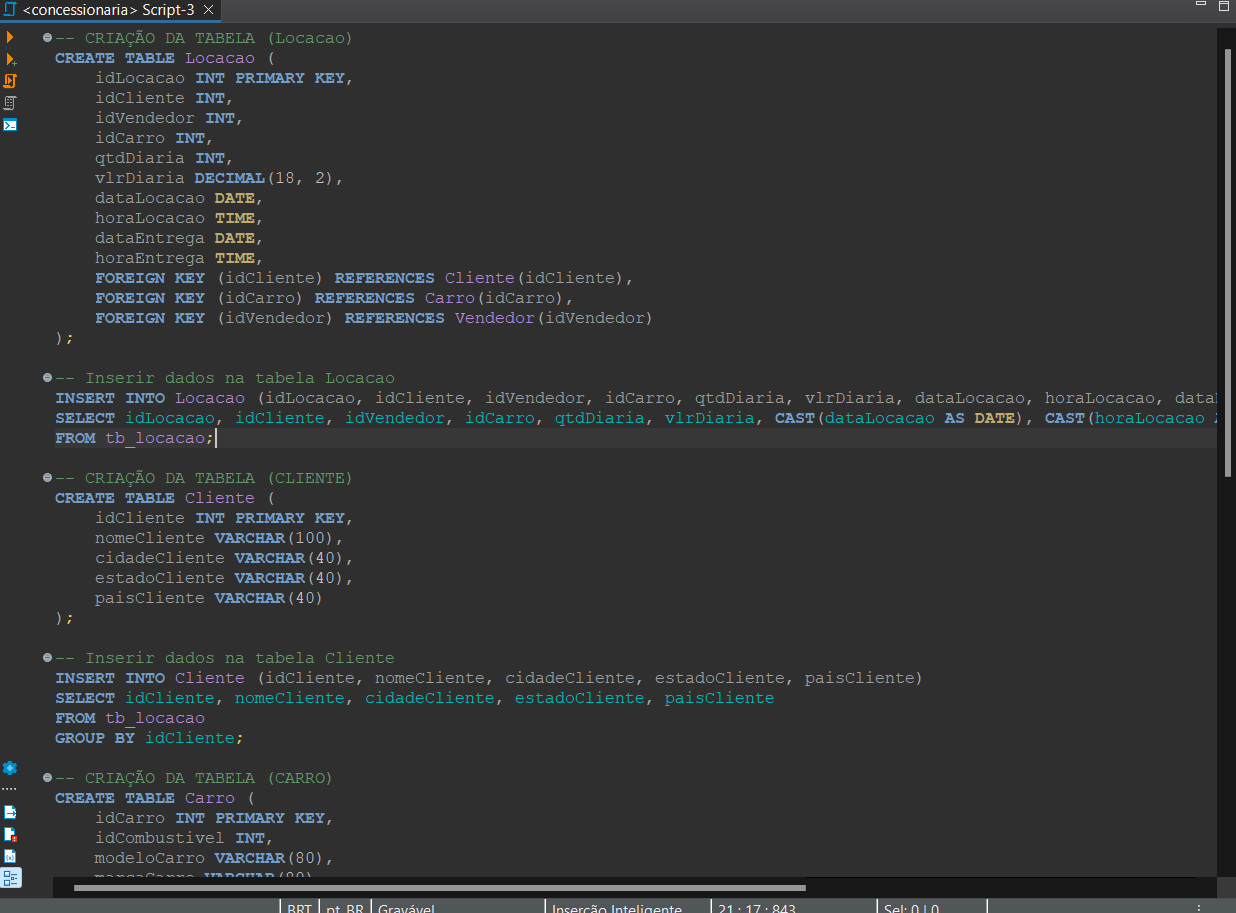 <concessionaria> Script-3
-- CRIAÇÃO DA TABELA (Locacao)
CREATE TABLE Locacao (
idLocacao INT PRIMARY KEY,
idCliente INT,
idVendedor INT,
idCarro INT,
qtdDiaria INT,
vlrDiaria DECIMAL(18, 2),
dataLocacao DATE,
horaLocacao TIME,
dataEntrega DATE,
horaEntrega TIME,
FOREIGN KEY (idCliente) REFERENCES Cliente(idCliente),
FOREIGN KEY (idCarro) REFERENCES Carro(idCarro),
FOREIGN KEY (idVendedor) REFERENCES Vendedor(idVendedor)
);
-- Inserir dados na tabela Locacao
INSERT INTO Locacao (idLocacao, idCliente, idVendedor, idCarro, qtdDiaria, vlrDiaria, dataLocacao, horaLocacao,
SELECT idLocacao, idCliente, idVendedor, idCarro, qtdDiaria, vlrDiaria, CAST(dataLocacao AS DATE), CAST(horaLocacao
FROM tb_locacao;
-- CRIAÇÃO DA TABELA (CLIENTE)
CREATE TABLE Cliente (
idCliente INT PRIMARY KEY,
nomeCliente VARCHAR(100),
cidadeCliente VARCHAR(40),
estadoCliente VARCHAR(40),
paisCliente VARCHAR(40)
);
-- Inserir dados na tabela Cliente
INSERT INTO Cliente (idCliente, nomeCliente, cidadeCliente, estadoCliente, paisCliente)
SELECT idCliente, nomeCliente, cidadeCliente, estadoCliente, paisCliente
FROM tb_locacao
GROUP BY idCliente;
-- CRIAÇÃO DA TABELA (CARRO)
CREATE TABLE Carro (
idCarro INT PRIMARY KEY,
idCombustivel INT,
modeloCarro VARCHAR(80),
marcaCarro VARCHAR(80)
BRT pt_BR Gravável Inserção Inteligente 21 : 17 : 843 Sel: 0 | 0